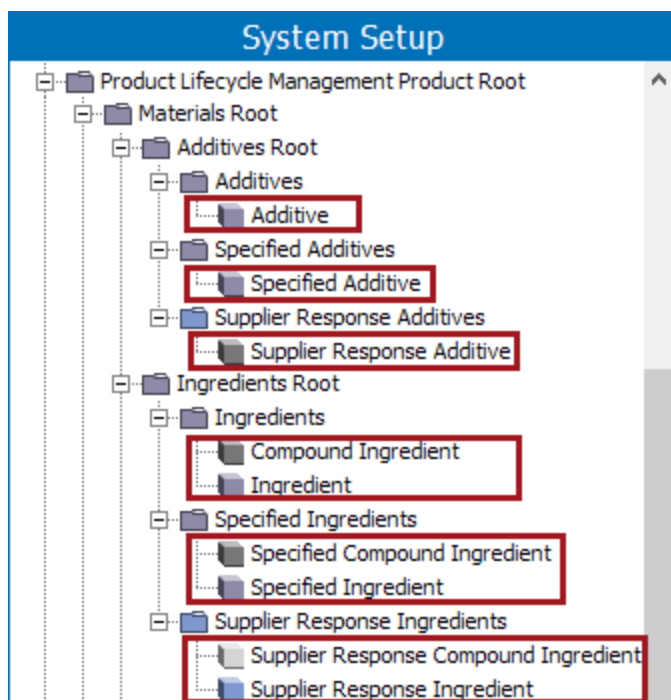 System Setup
Product Lifecycle Management Product Root
Materials Root
Additives Root
Additives
Additive
Specified Additives
Specified Additive
Supplier Response Additives
Supplier Response Additive
Ingredients Root
Ingredients
Compound Ingredient
Ingredient
Specified Ingredients
Specified Compound Ingredient
Specified Ingredient
Supplier Response Ingredients
Supplier Response Compound Ingredient
Supplier Response Ingredient